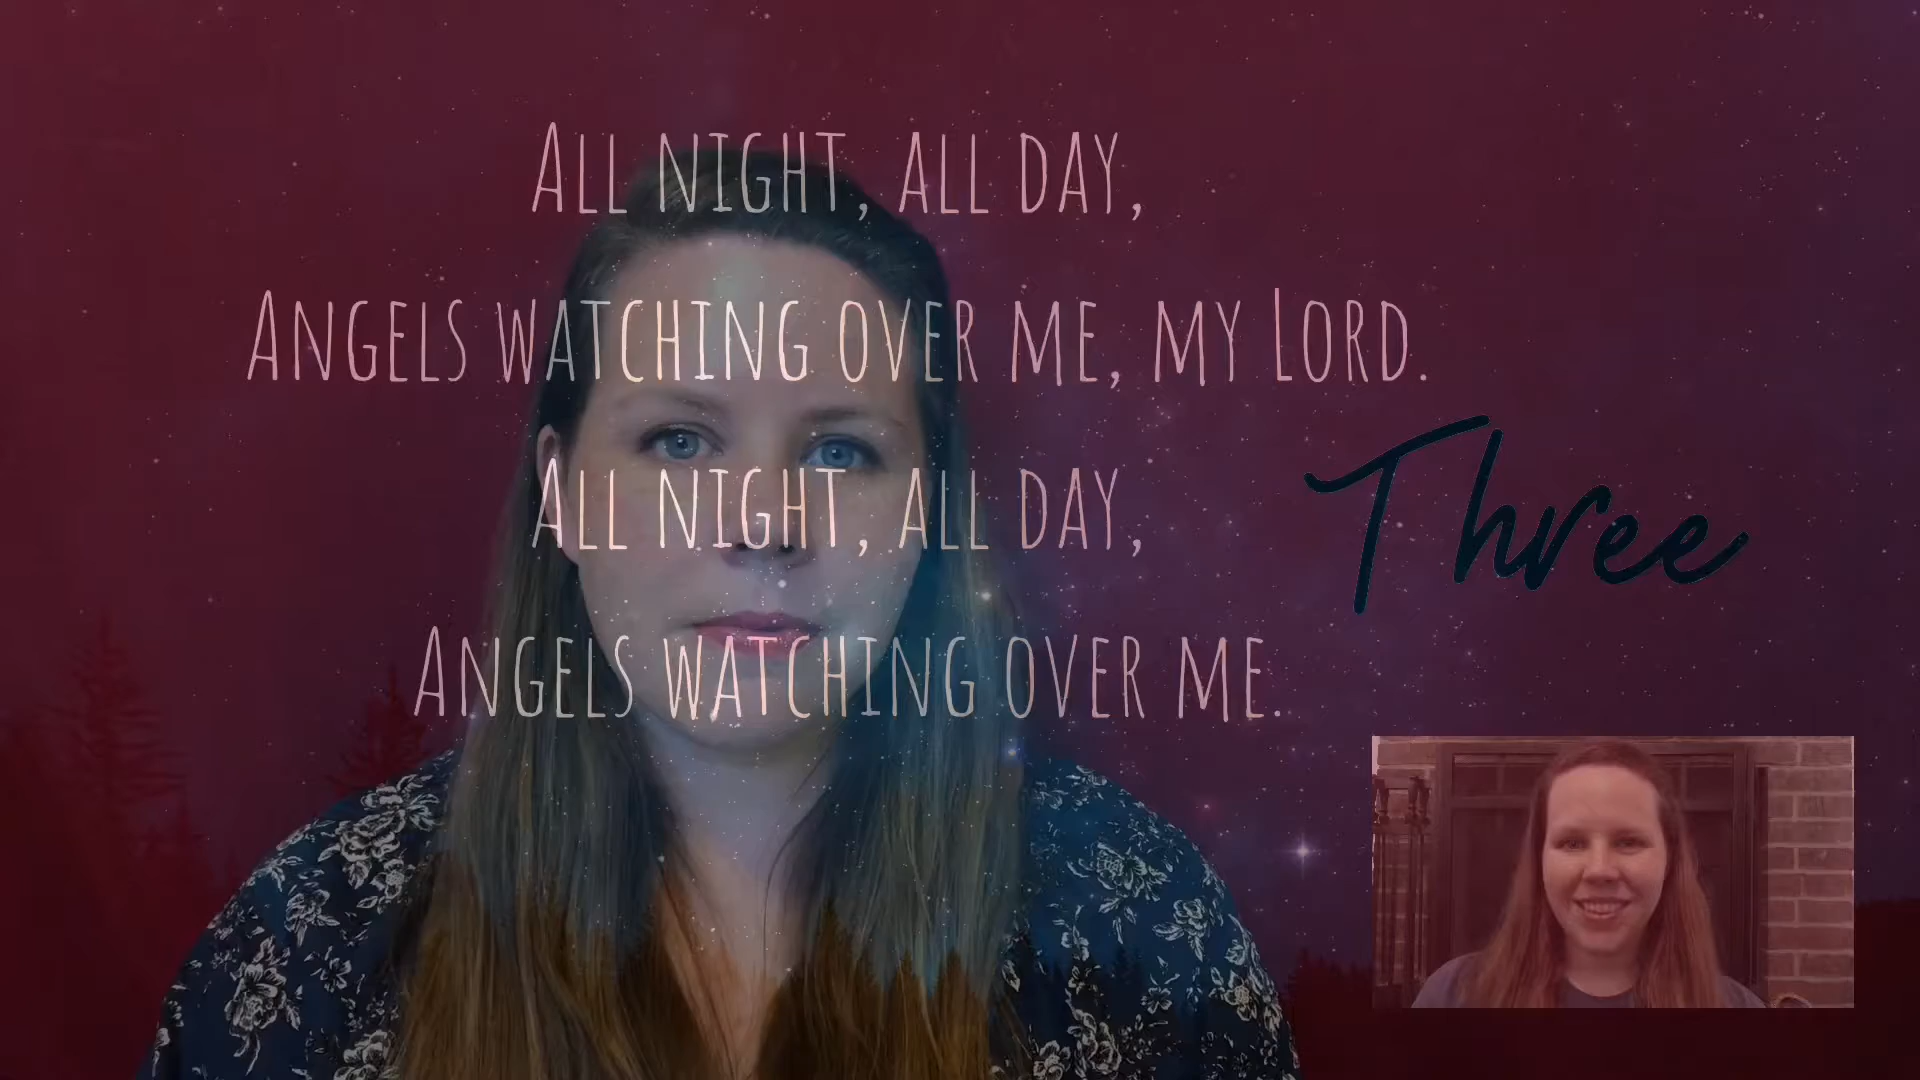 All night, all day,
Angels watching over me, my Lord.
All night, all day,
Angels watching over me.
Three